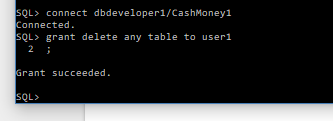 SQL> connect dbdeveloper1/CashMoney1
Connected.
SQL> grant delete any table to user1
2 ;
Grant succeeded.
SQL>